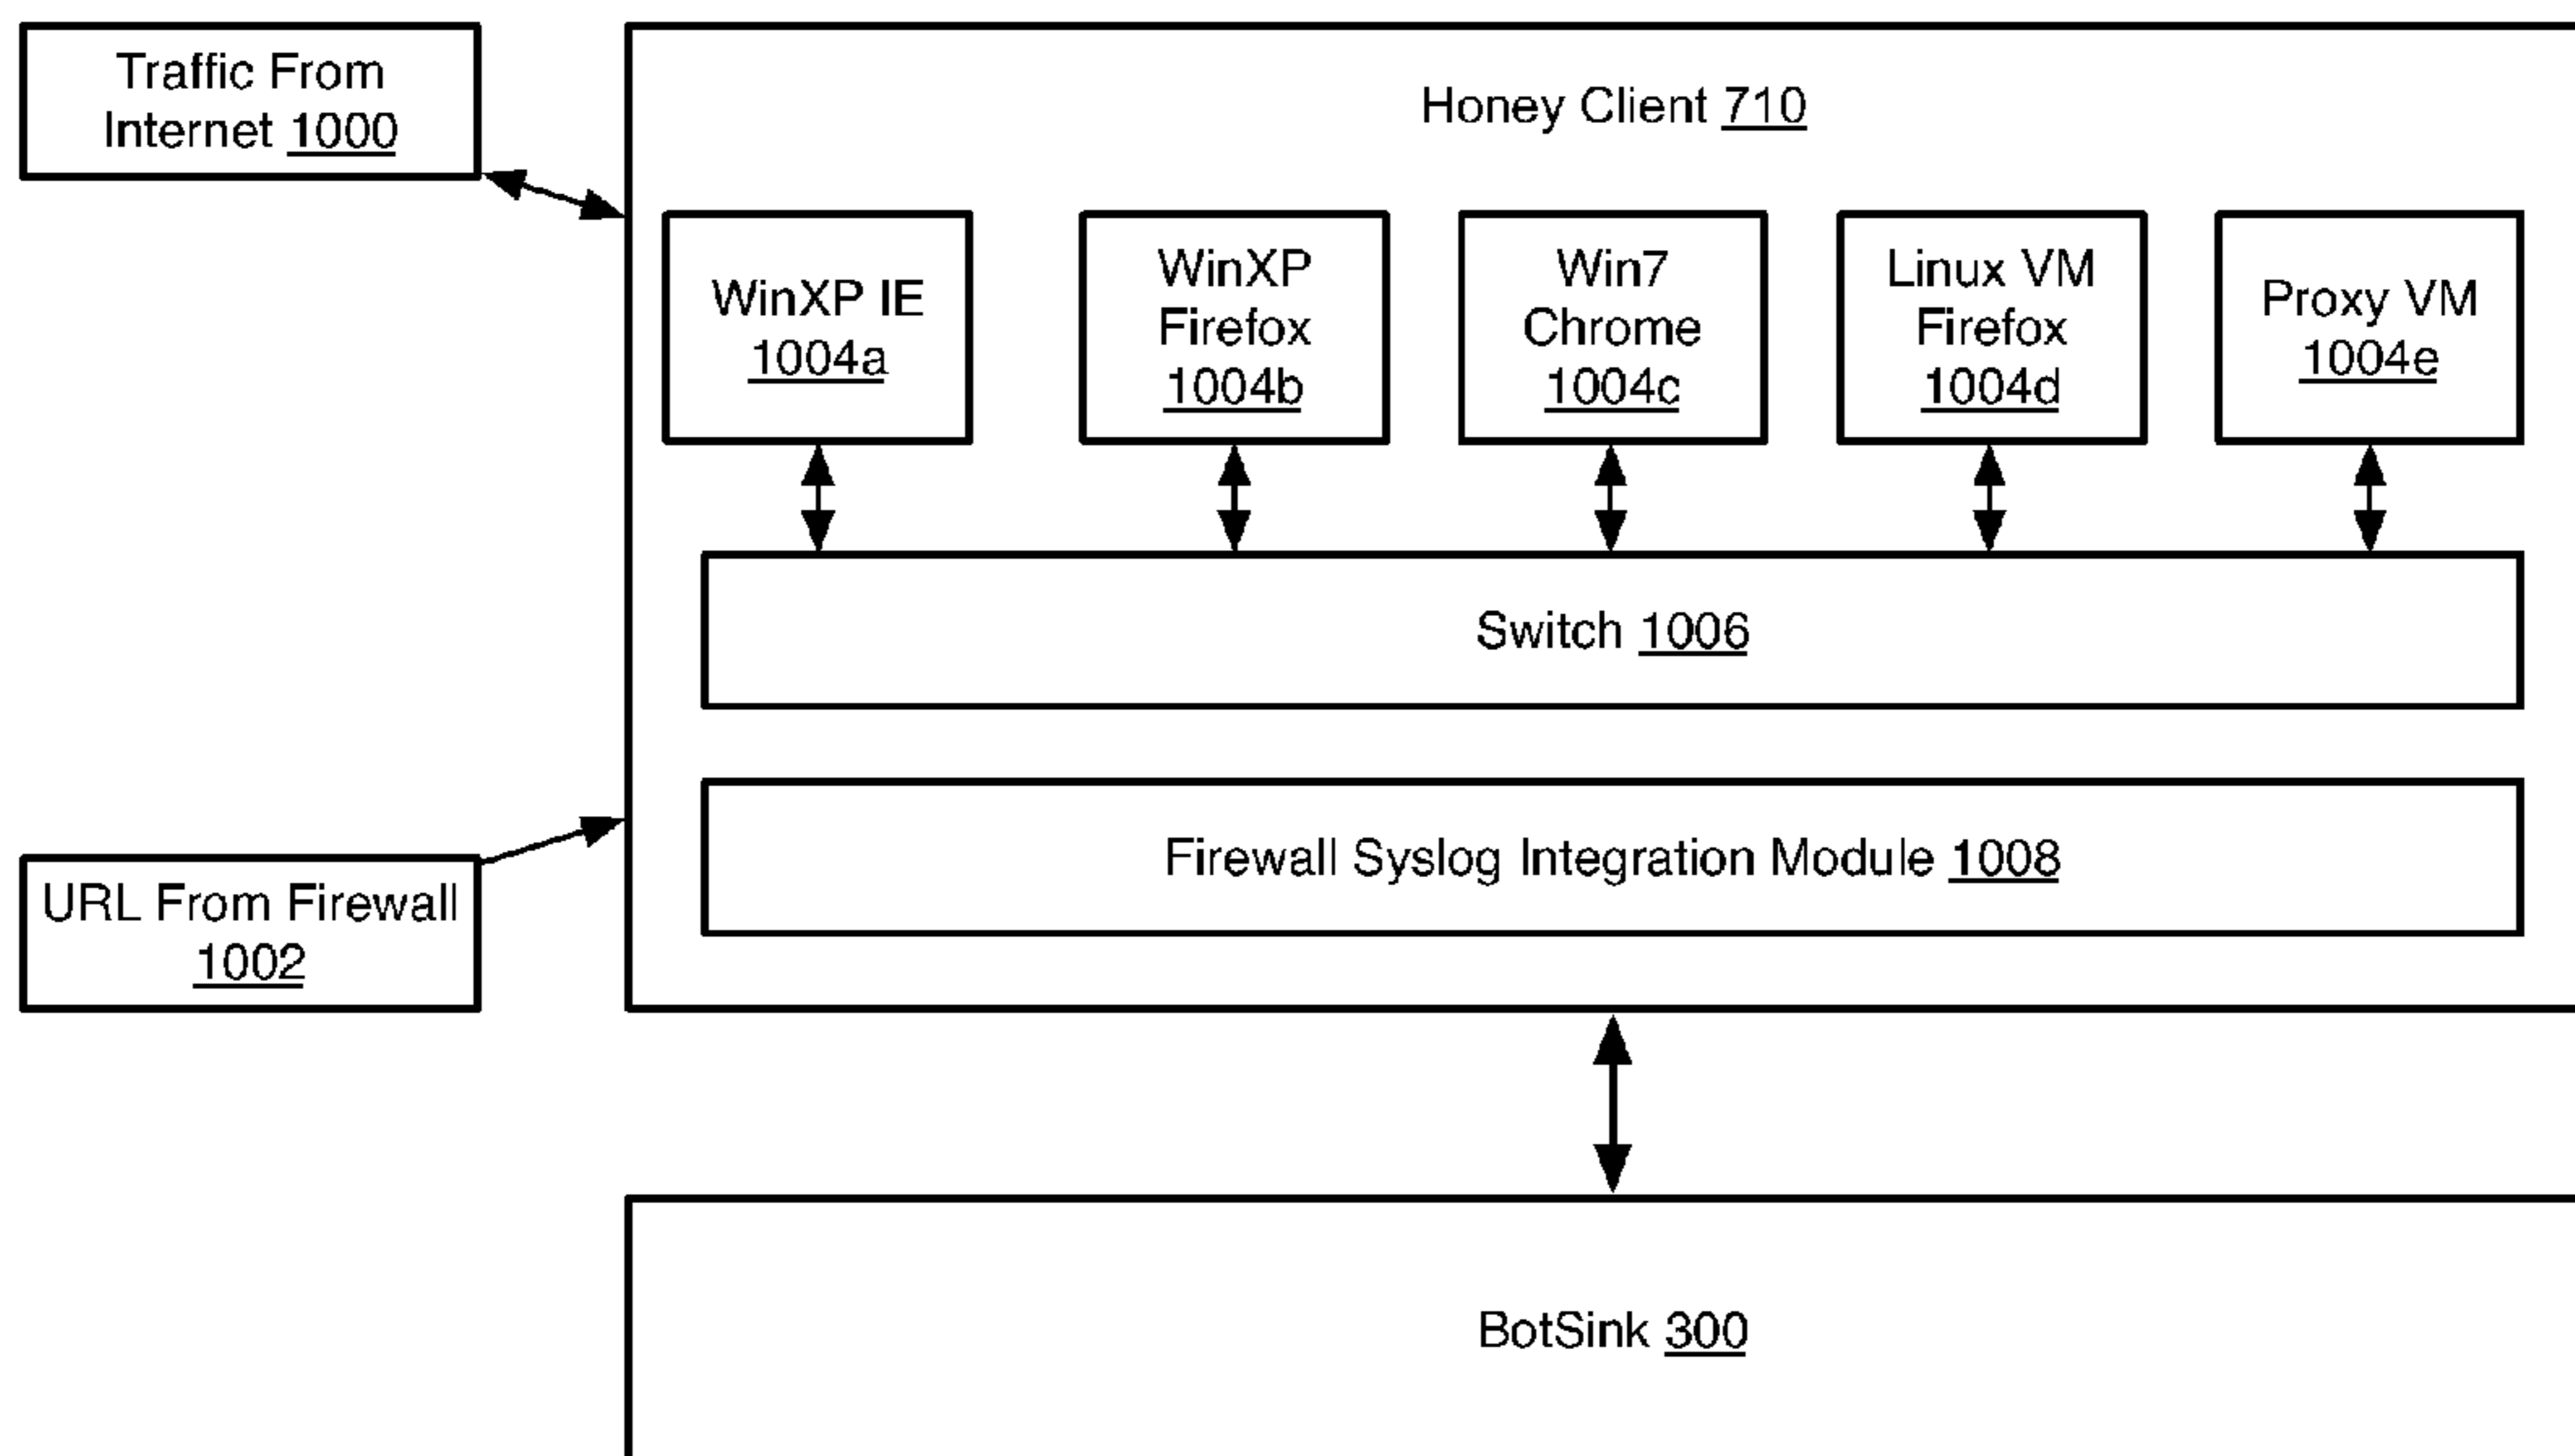 Traffic From
Internet 1000
Honey Client 710
WinXP IE
1004a
WinXP
Firefox
1004b
Win7
Chrome
1004c
Linux VM
Firefox
1004d
Proxy VM
1004e
Switch 1006
Firewall Syslog Integration Module 1008
URL From Firewall
1002
BotSink 300